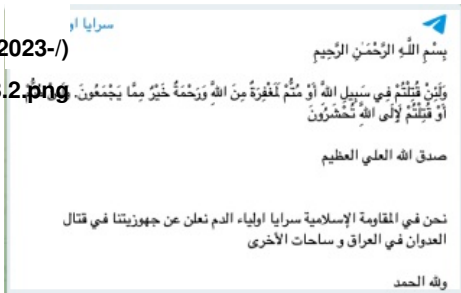 سرايا او
2023-/)
بِسْمِ اللَّهِ الرَّحْمَـٰنِ الرَّحِيمِ
.2.png
وَلَئِنْ قُتِلْتُمْ فِي سَبِيلِ اللَّهِ أَوْ مُتُّمْ لَمَغْفِرَةٌ مِنَ اللَّهِ وَرَحْمَةٌ خَيْرٌ مِمَّا يَجْمَعُونَ.
أَوْ قُتِلْتُمْ لَإِلَى اللَّهِ تُحْشَرُونَ
صدق الله العلي العظيم
نحن في المقاومة الإسلامية سرايا اولياء الدم نعلن عن جهوزيتنا في قتال
العدوان في العراق و ساحات الأخرى
ولله الحمد